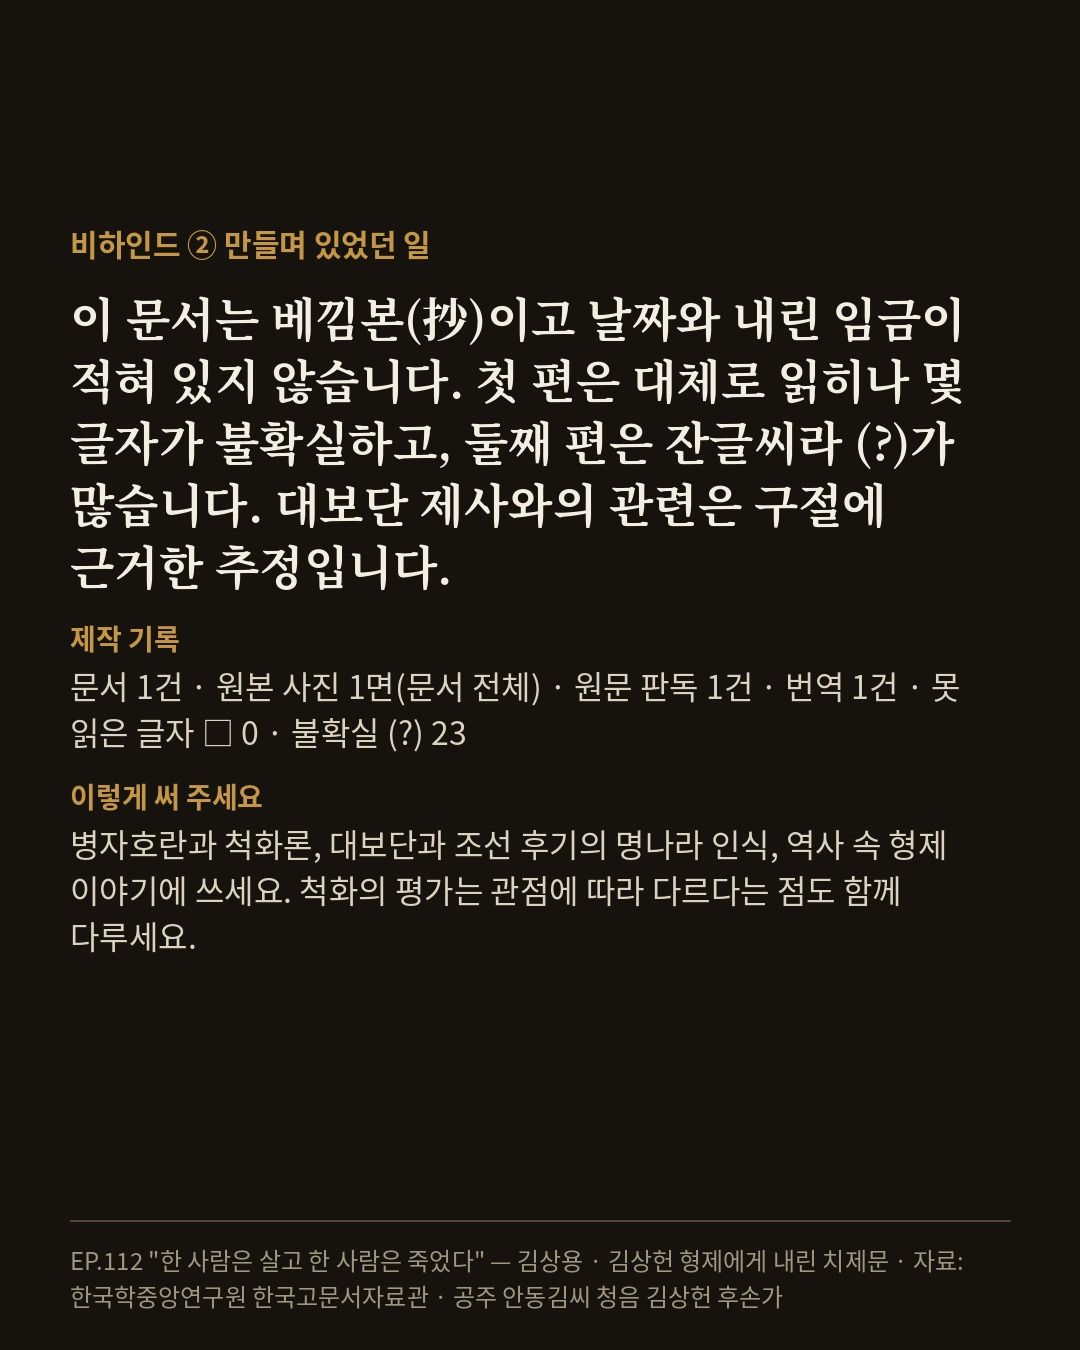 비하인드 ② 만들며 있었던 일
이 문서는 베낌본(抄)이고 날짜와 내린 임금이
적혀 있지 않습니다. 첫 편은 대체로 읽히나 몇
글자가 불확실하고, 둘째 편은 잔글씨라 (?)가
많습니다. 대보단 제사와의 관련은 구절에
근거한 추정입니다.
제작 기록
문서 1건 · 원본 사진 1면(문서 전체) · 원문 판독 1건 · 번역 1건 · 못
읽은 글자 □ 0 · 불확실 (?) 23
이렇게 써 주세요
병자호란과 척화론, 대보단과 조선 후기의 명나라 인식, 역사 속 형제
이야기에 쓰세요. 척화의 평가는 관점에 따라 다르다는 점도 함께
다루세요.
EP.112 "한 사람은 살고 한 사람은 죽었다" — 김상용 · 김상헌 형제에게 내린 치제문 · 자료:
한국학중앙연구원 한국고문서자료관 · 공주 안동김씨 청음 김상헌 후손가